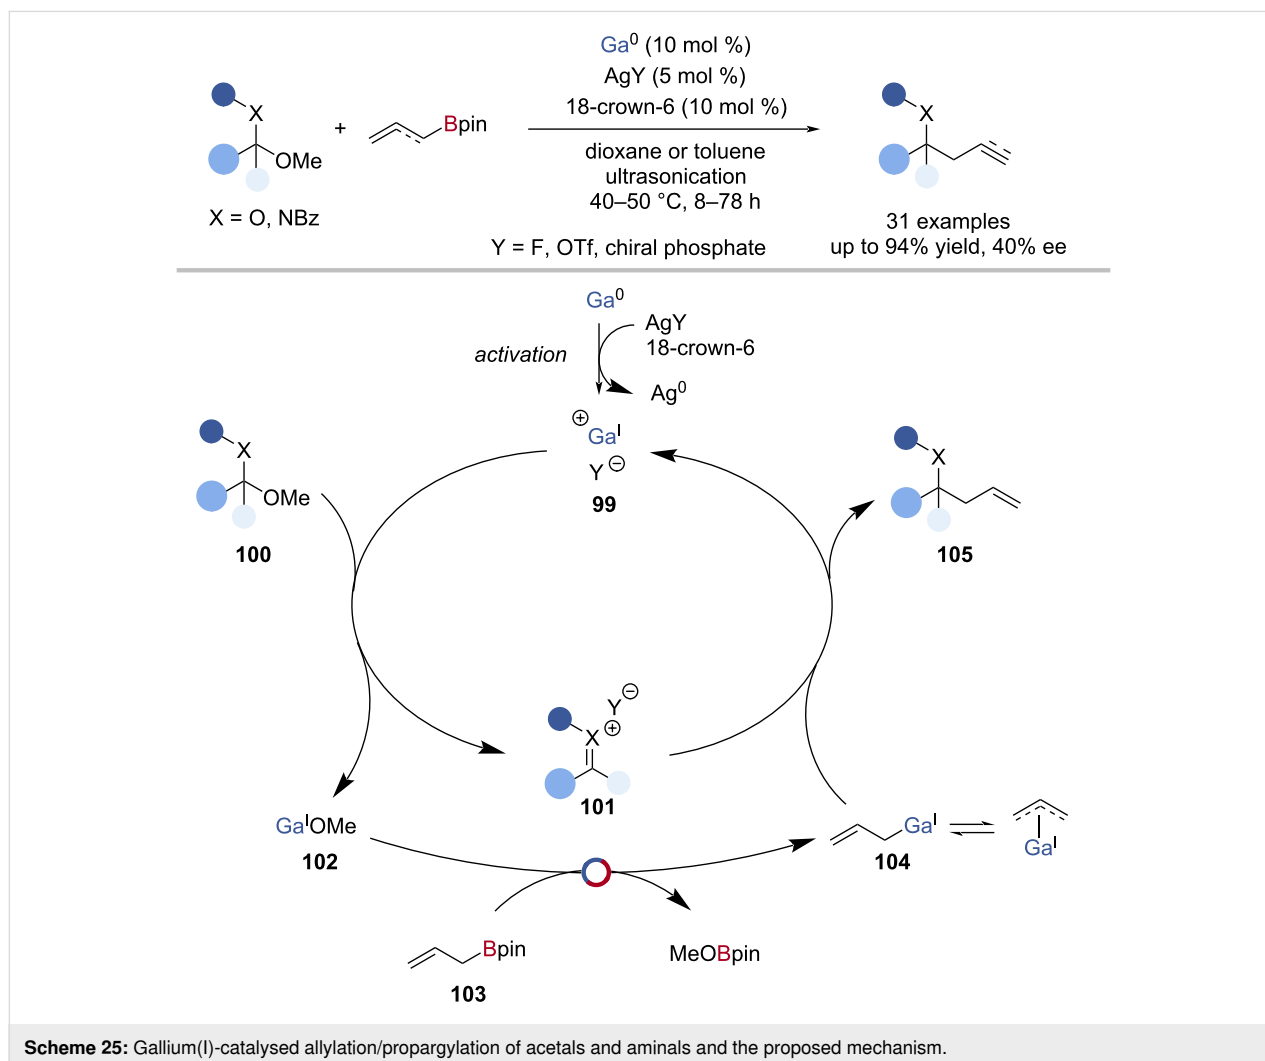 Ga⁰ (10 mol %)
AgY (5 mol %)
18-crown-6 (10 mol %)
X
OMe
+
Bpin
X
dioxane or toluene
ultrasonication
40–50 °C, 8–78 h
X = O, NBz
Y = F, OTf, chiral phosphate
31 examples
up to 94% yield, 40% ee
Ga⁰
AgY
18-crown-6
activation
Ag⁰
⊕
Gaᴵ
Y ⊖
99
X
OMe
100
X
105
Y ⊖
X ⊕
101
GaᴵOMe
102
Gaᴵ
104
Gaᴵ
Bpin
103
MeOBpin
Scheme 25: Gallium(I)-catalysed allylation/propargylation of acetals and aminals and the proposed mechanism.